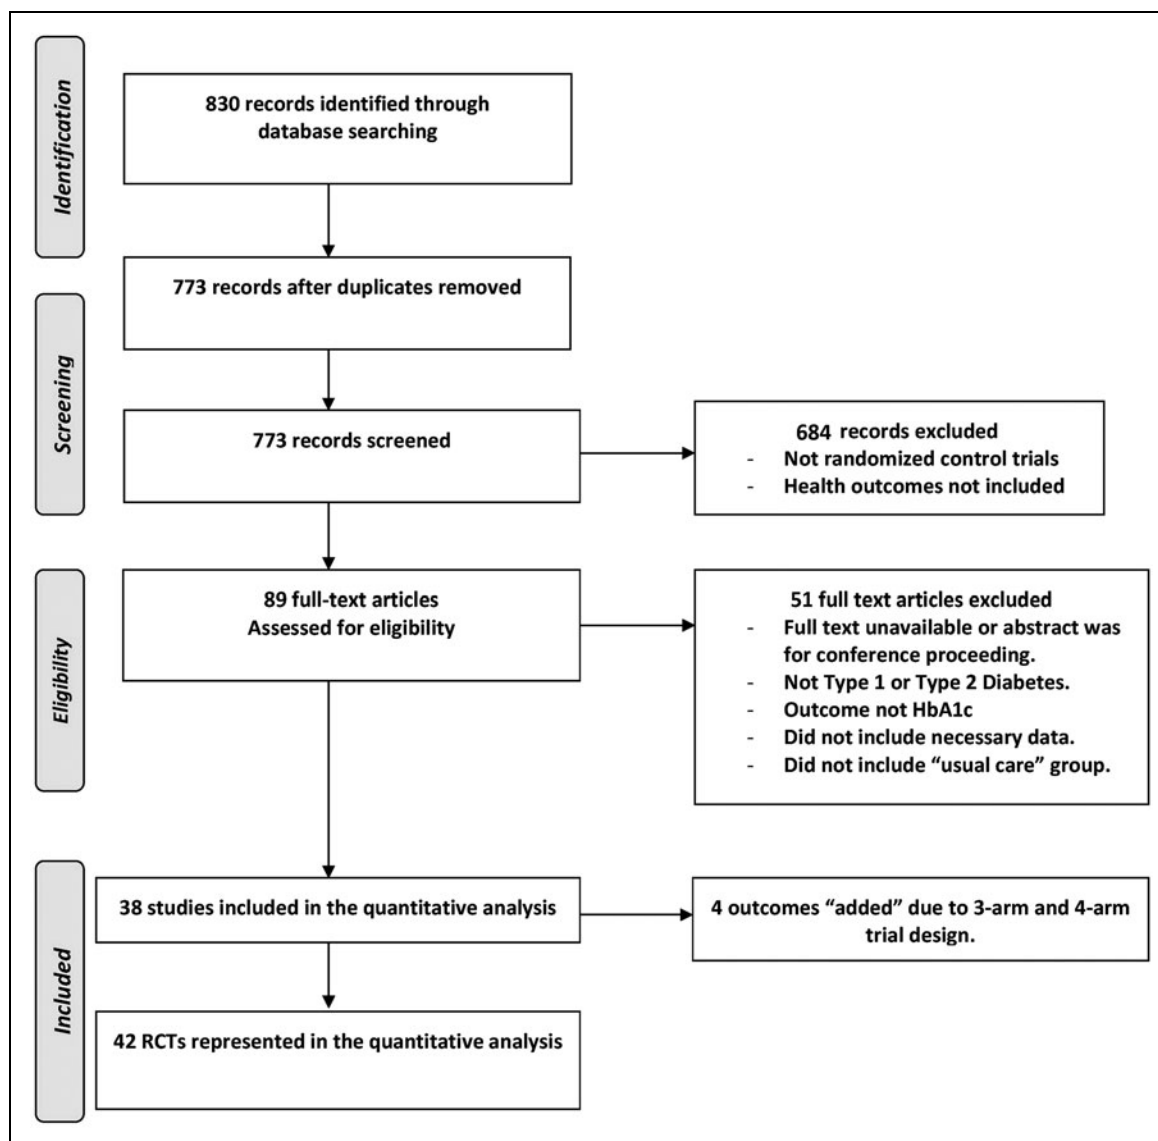 Identification
830 records identified through
database searching
773 records after duplicates removed
Screening
773 records screened
684 records excluded
- Not randomized control trials
- Health outcomes not included
Eligibility
89 full-text articles
Assessed for eligibility
51 full text articles excluded
- Full text unavailable or abstract was
for conference proceeding.
- Not Type 1 or Type 2 Diabetes.
- Outcome not HbA1c
- Did not include necessary data.
- Did not include “usual care” group.
Included
38 studies included in the quantitative analysis
4 outcomes “added” due to 3-arm and 4-arm
trial design.
42 RCTs represented in the quantitative analysis